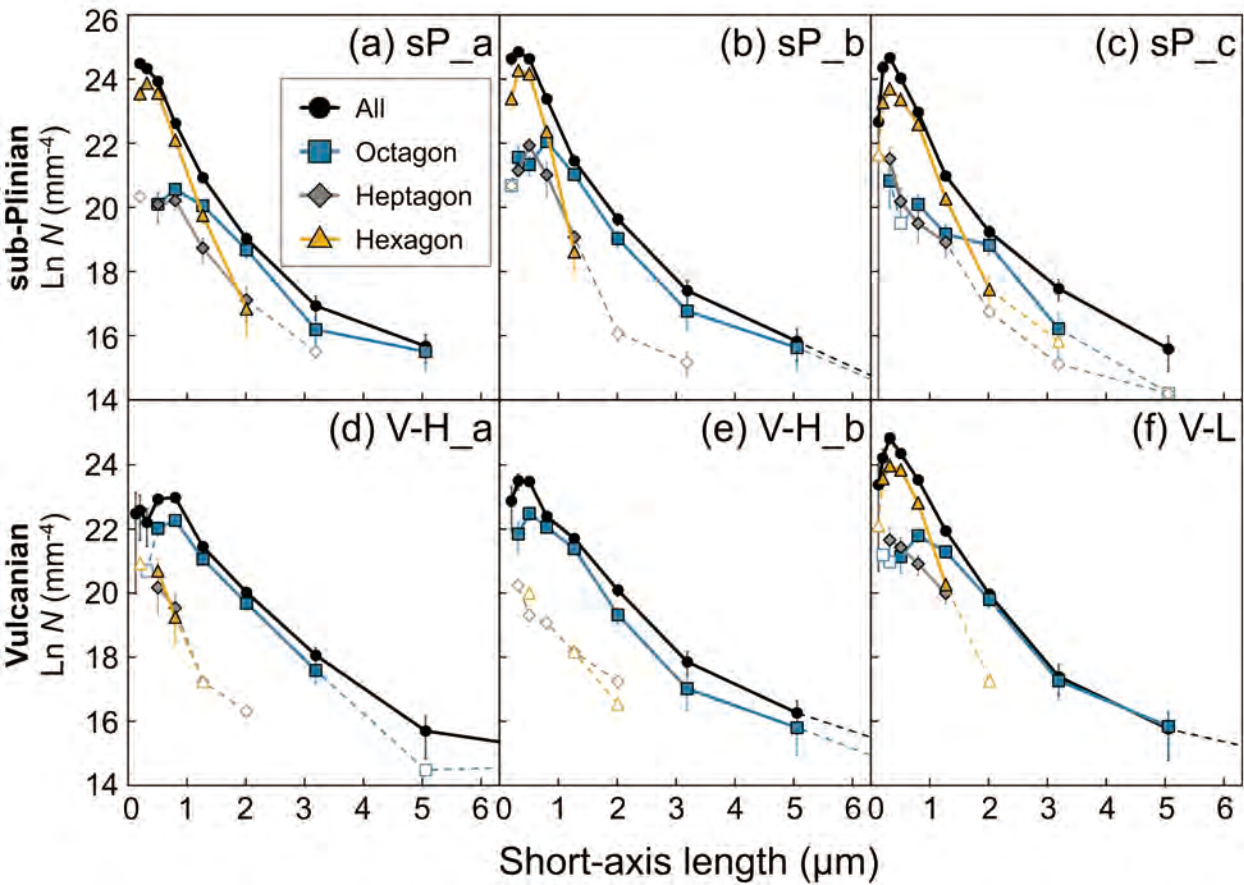 26
24
22
20
18
16
14
sub-Plinian
Ln N (mm-4)
(a) sP_a
(b) sP_b
(c) sP_c
All
Octagon
Heptagon
Hexagon
24
22
20
18
16
14
Vulcanian
Ln N (mm-4)
(d) V-H_a
(e) V-H_b
(f) V-L
0 1 2 3 4 5 6
0 1 2 3 4 5 6
0 1 2 3 4 5 6
Short-axis length (μm)